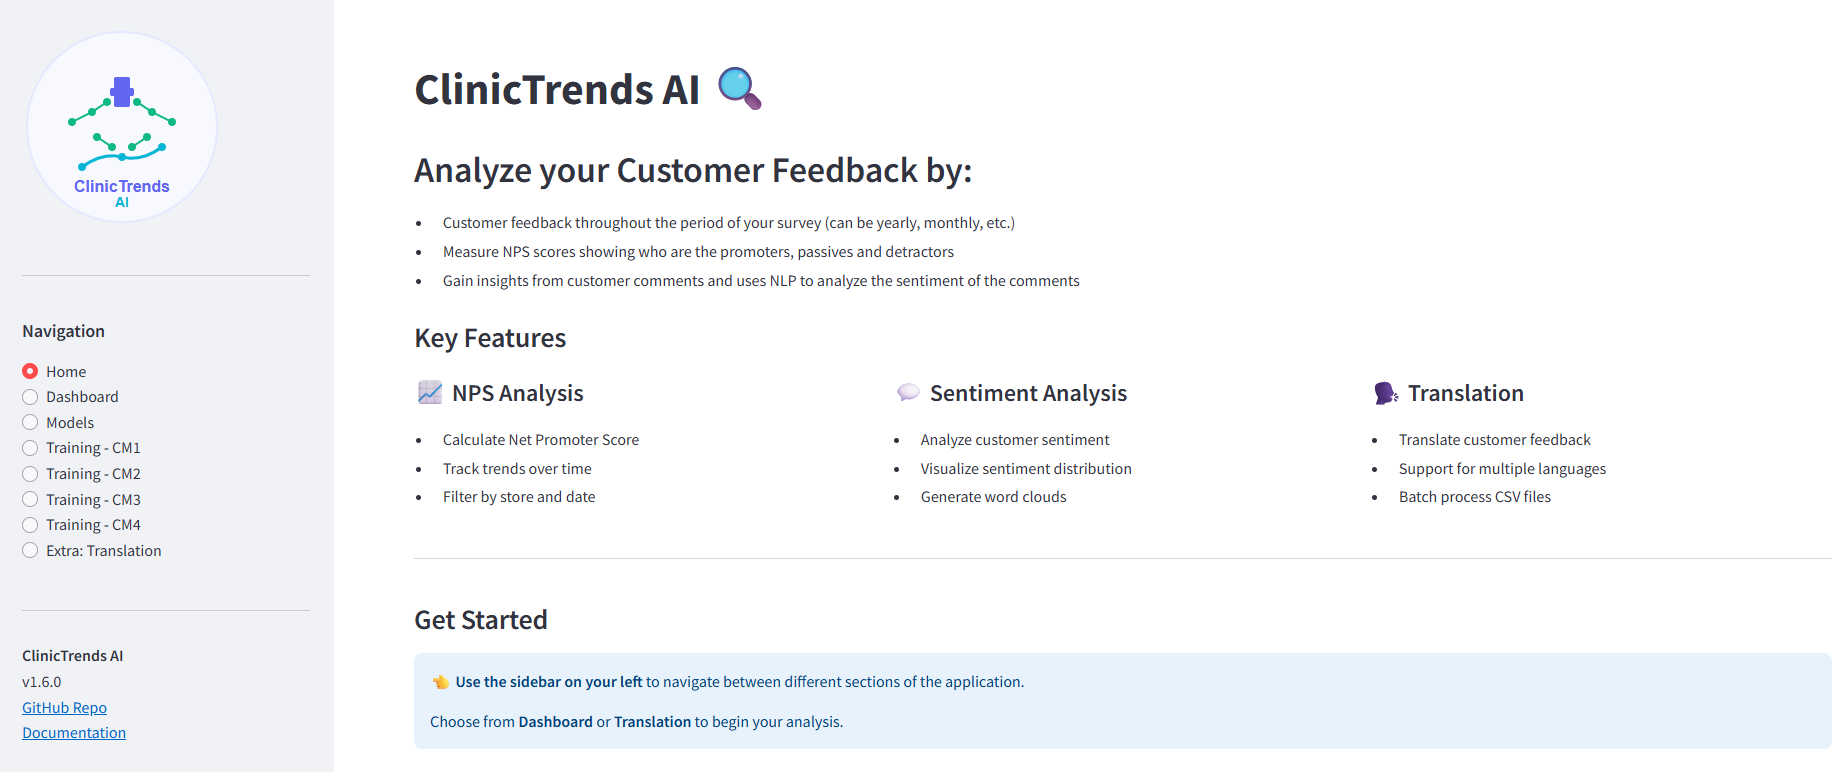 ClinicTrends
AI
Navigation
Home
Dashboard
Models
Training - CM1
Training - CM2
Training - CM3
Training - CM4
Extra: Translation
ClinicTrends AI
v1.6.0
GitHub Repo
Documentation
ClinicTrends AI
Analyze your Customer Feedback by:
Customer feedback throughout the period of your survey (can be yearly, monthly, etc.)
Measure NPS scores showing who are the promoters, passives and detractors
Gain insights from customer comments and uses NLP to analyze the sentiment of the comments
Key Features
NPS Analysis
Calculate Net Promoter Score
Track trends over time
Filter by store and date
Sentiment Analysis
Analyze customer sentiment
Visualize sentiment distribution
Generate word clouds
Translation
Translate customer feedback
Support for multiple languages
Batch process CSV files
Get Started
Use the sidebar on your left to navigate between different sections of the application.
Choose from Dashboard or Translation to begin your analysis.